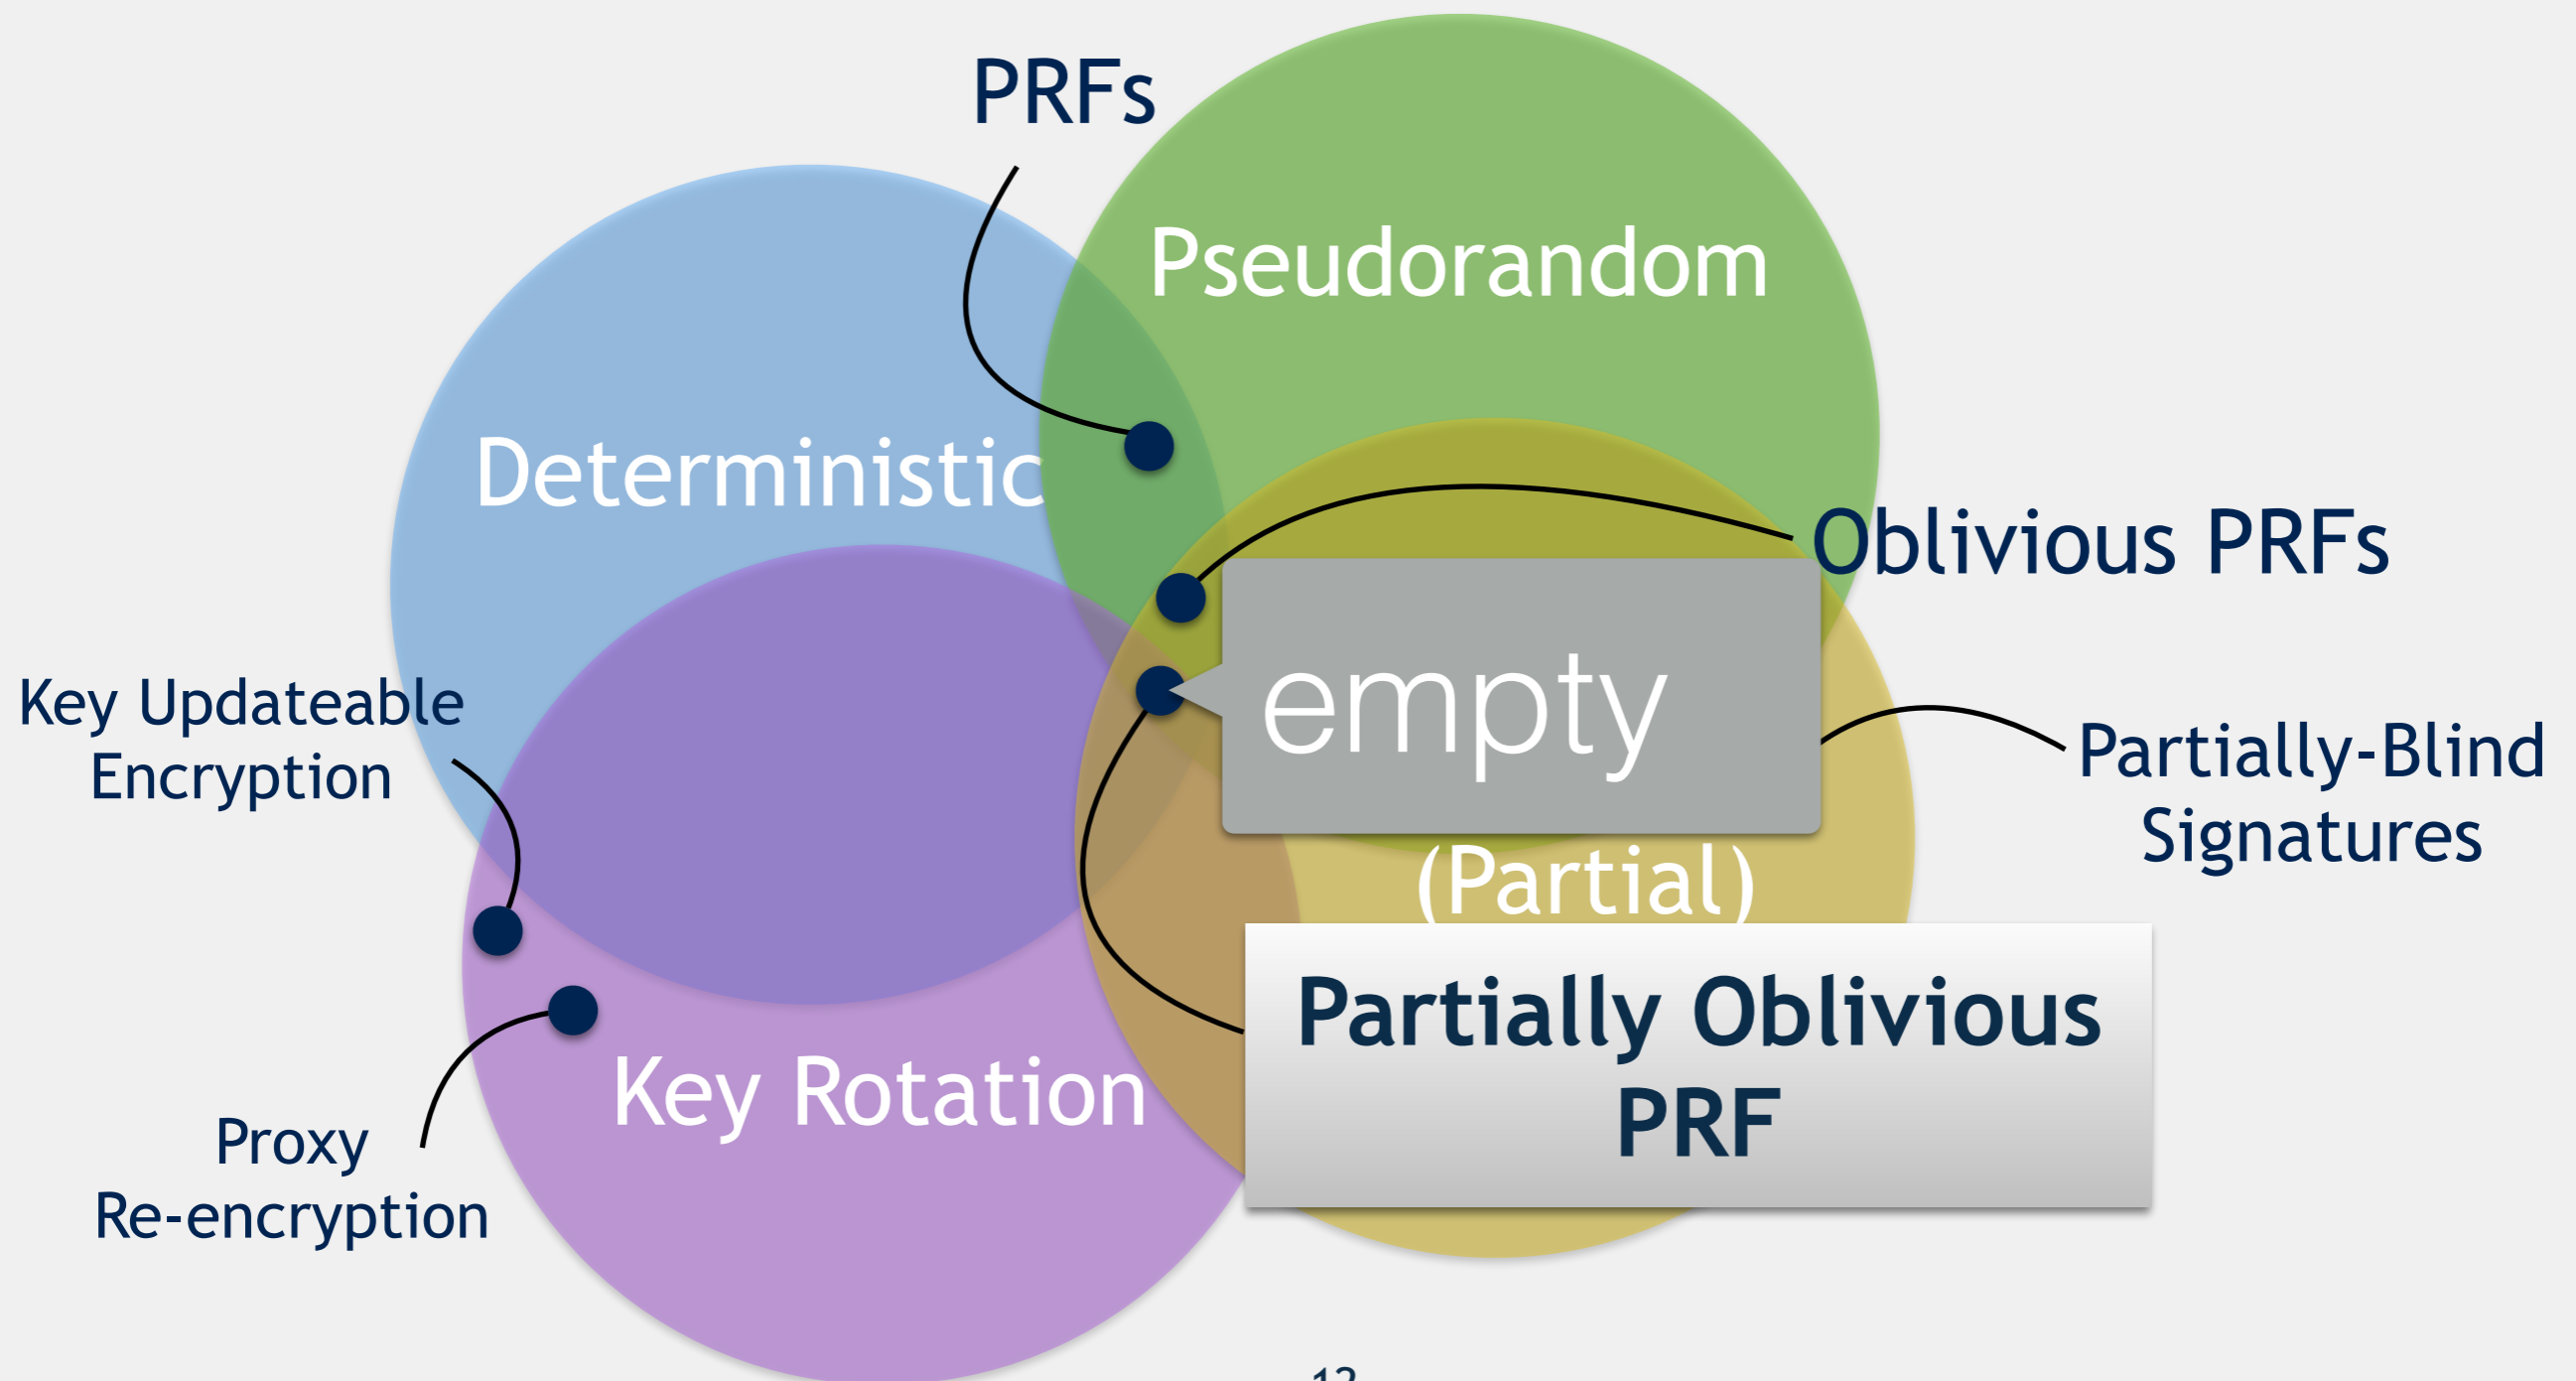 PRFs
Pseudorandom
Deterministic
Oblivious PRFs
empty
Key Updateable
Encryption
Partially-Blind
Signatures
(Partial)
Partially Oblivious
PRF
Key Rotation
Proxy
Re-encryption
12